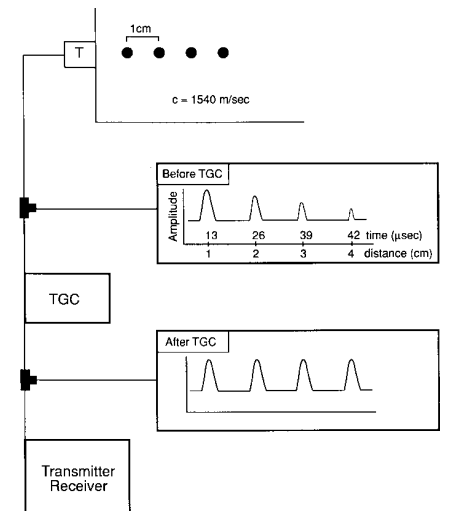 1cm
T
c = 1540 m/sec
Before TGC
Amplitude
13 26 39 42 time (µsec)
1 2 3 4 distance (cm)
TGC
After TGC
Transmitter
Receiver